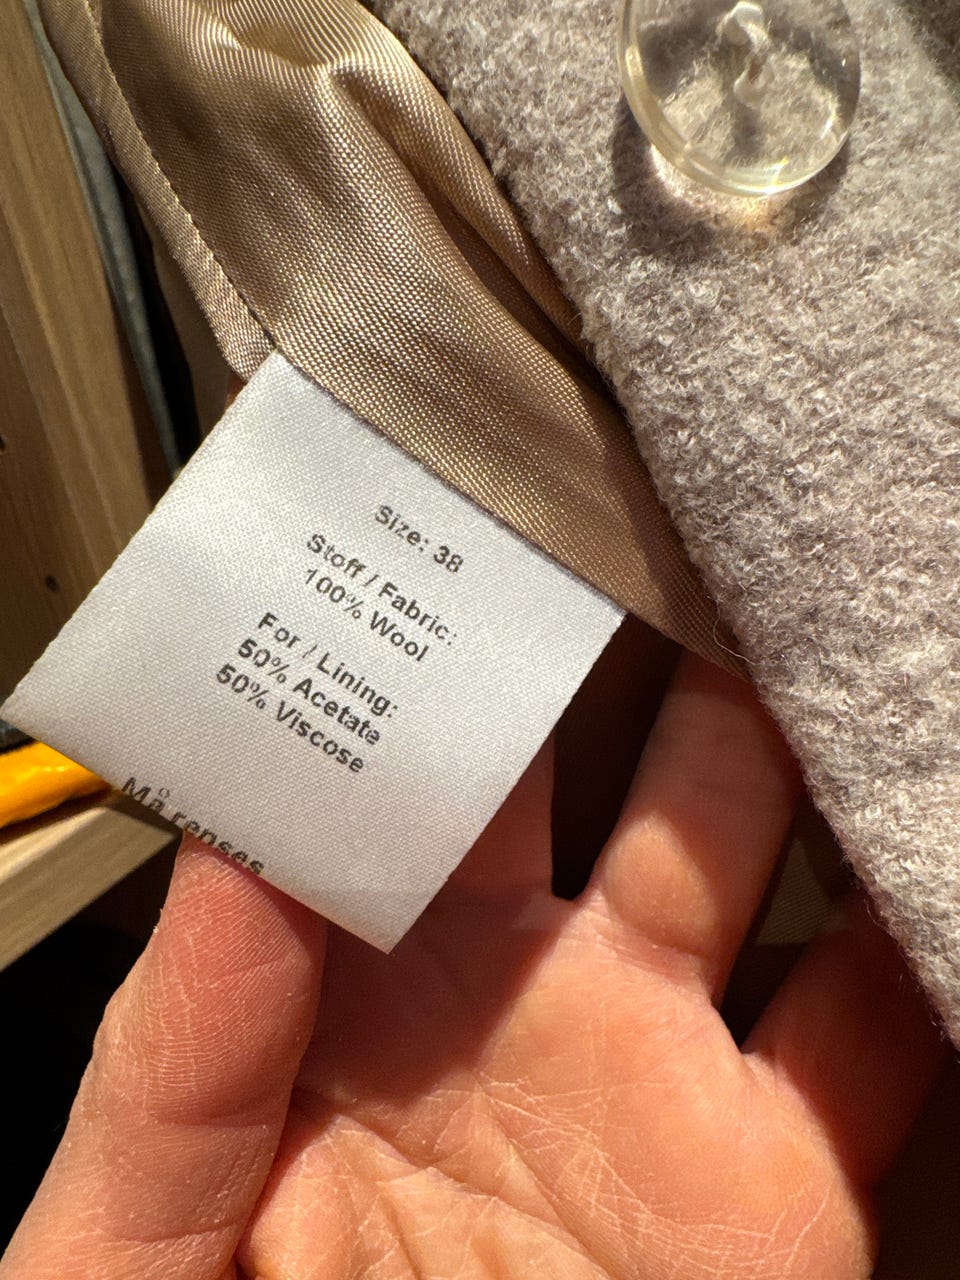 Size: 38
Stoff / Fabric:
100% Wool
For / Lining:
50% Acetate
50% Viscose
Må renses